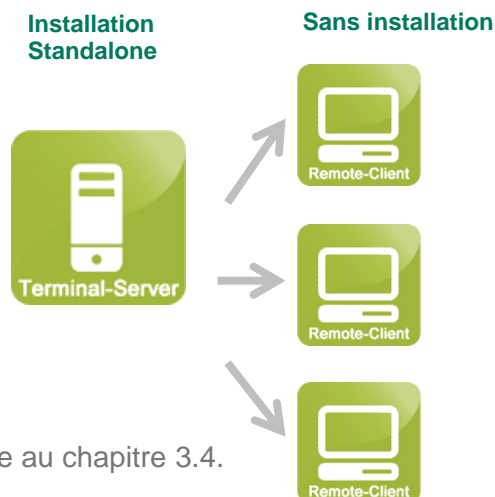 Installation
Standalone
Sans installation
Remote-Client
Terminal-Server
Remote-Client
e au chapitre 3.4.
Remote-Client